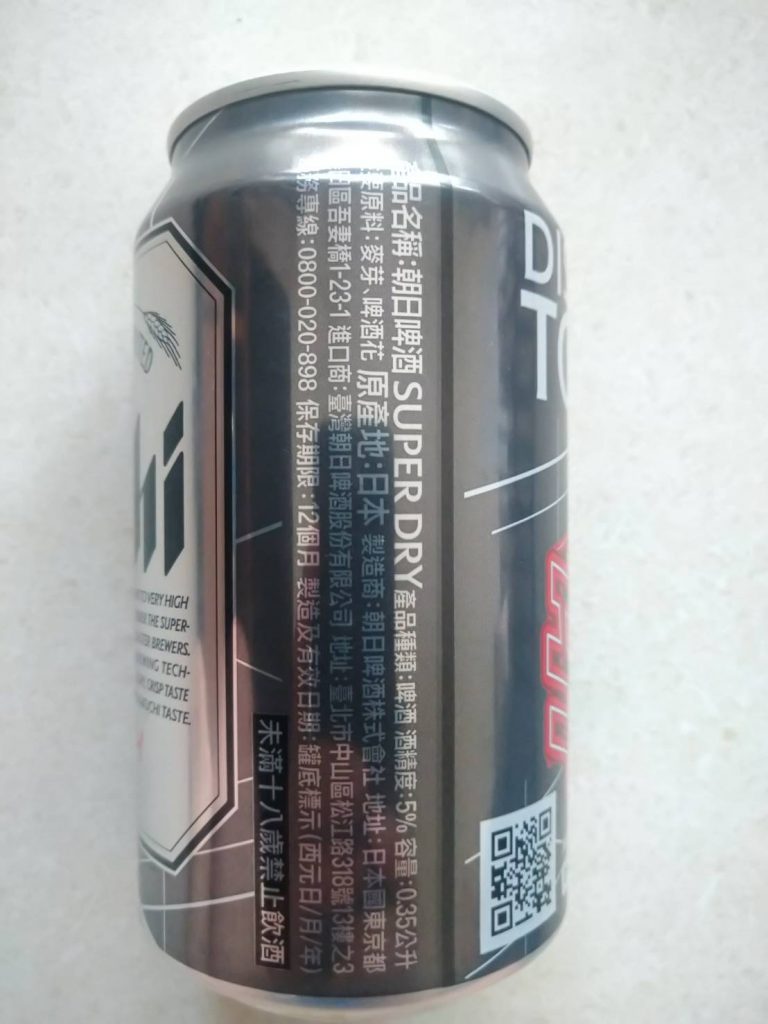 品名稱:朝日啤酒 SUPER DRY 產品種類:啤酒 酒精度:5% 容量:0.35公升
原料:麥芽、啤酒花 原產地:日本 製造商:朝日啤酒株式會社 地址:日本國東京都
田區吾妻橋1-23-1 進口商:臺灣朝日啤酒股份有限公司 地址:臺北市中山區松江路318號13樓之3
務專線:0800-020-898 保存期限:12個月 製造及有效日期:罐底標示(西元日/月/年)
未滿十八歲禁止飲酒
hi
VERY HIGH
THE SUPER-
BREWERS.
TECH-
CRISP TASTE
TASTE.